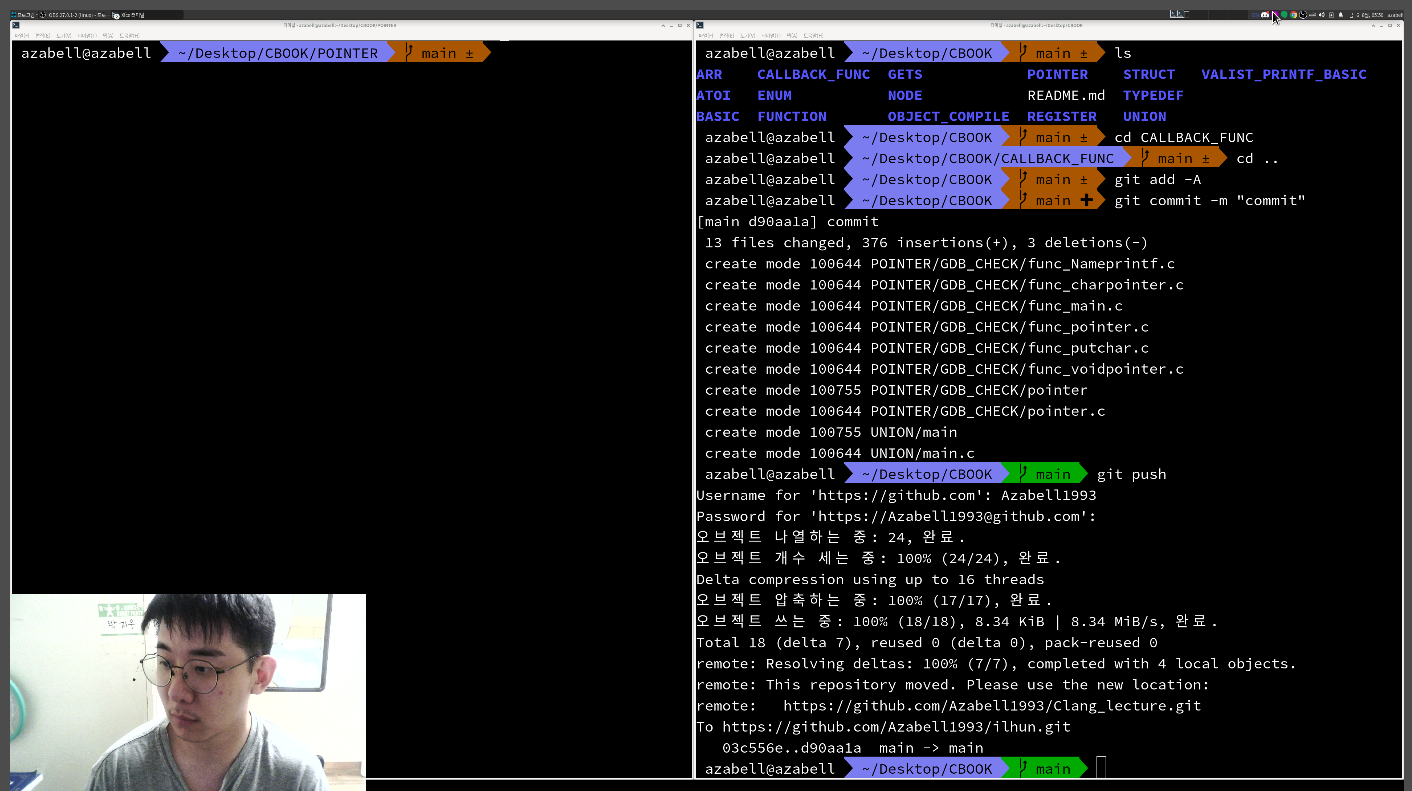 azabell@azabell ~/Desktop/CBOOK/POINTER main ±
azabell@azabell ~/Desktop/CBOOK main ± ls
ARR CALLBACK_FUNC GETS POINTER STRUCT VALIST_PRINTF_BASIC
ATOI ENUM NODE README.md TYPEDEF
BASIC FUNCTION OBJECT_COMPILE REGISTER UNION
azabell@azabell ~/Desktop/CBOOK main ± cd CALLBACK_FUNC
azabell@azabell ~/Desktop/CBOOK/CALLBACK_FUNC main ± cd ..
azabell@azabell ~/Desktop/CBOOK main ± git add -A
azabell@azabell ~/Desktop/CBOOK main ✚ git commit -m "commit"
[main d90aa1a] commit
13 files changed, 376 insertions(+), 3 deletions(-)
create mode 100644 POINTER/GDB_CHECK/func_Nameprintf.c
create mode 100644 POINTER/GDB_CHECK/func_charpointer.c
create mode 100644 POINTER/GDB_CHECK/func_main.c
create mode 100644 POINTER/GDB_CHECK/func_pointer.c
create mode 100644 POINTER/GDB_CHECK/func_putchar.c
create mode 100644 POINTER/GDB_CHECK/func_voidpointer.c
create mode 100755 POINTER/GDB_CHECK/pointer
create mode 100644 POINTER/GDB_CHECK/pointer.c
create mode 100755 UNION/main
create mode 100644 UNION/main.c
azabell@azabell ~/Desktop/CBOOK main git push
Username for 'https://github.com': Azabell1993
Password for 'https://Azabell1993@github.com':
오브젝트 나열하는 중: 24, 완료.
오브젝트 개수 세는 중: 100% (24/24), 완료.
Delta compression using up to 16 threads
오브젝트 압축하는 중: 100% (17/17), 완료.
오브젝트 쓰는 중: 100% (18/18), 8.34 KiB | 8.34 MiB/s, 완료.
Total 18 (delta 7), reused 0 (delta 0), pack-reused 0
remote: Resolving deltas: 100% (7/7), completed with 4 local objects.
remote: This repository moved. Please use the new location:
remote: https://github.com/Azabell1993/Clang_lecture.git
To https://github.com/Azabell1993/ilhun.git
03c556e..d90aa1a main -> main
azabell@azabell ~/Desktop/CBOOK main